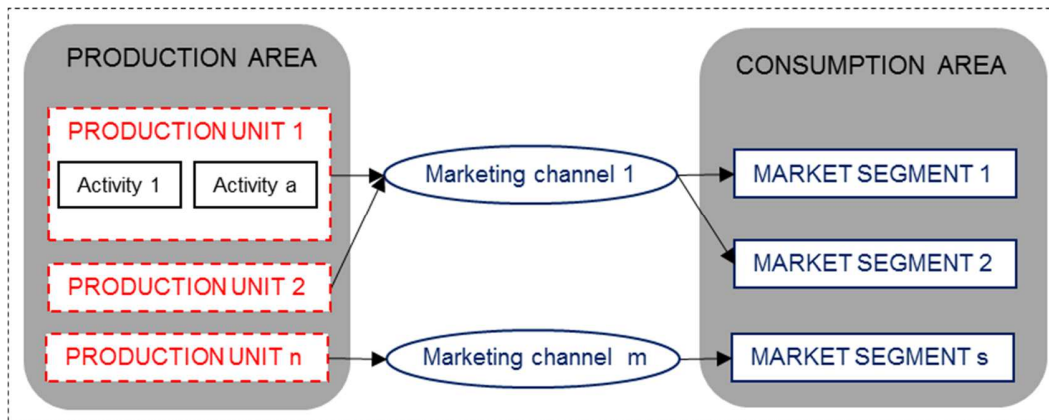 PRODUCTION AREA
PRODUCTION UNIT 1
Activity 1
Activity a
PRODUCTION UNIT 2
PRODUCTION UNIT n
Marketing channel 1
Marketing channel m
CONSUMPTION AREA
MARKET SEGMENT 1
MARKET SEGMENT 2
MARKET SEGMENT s